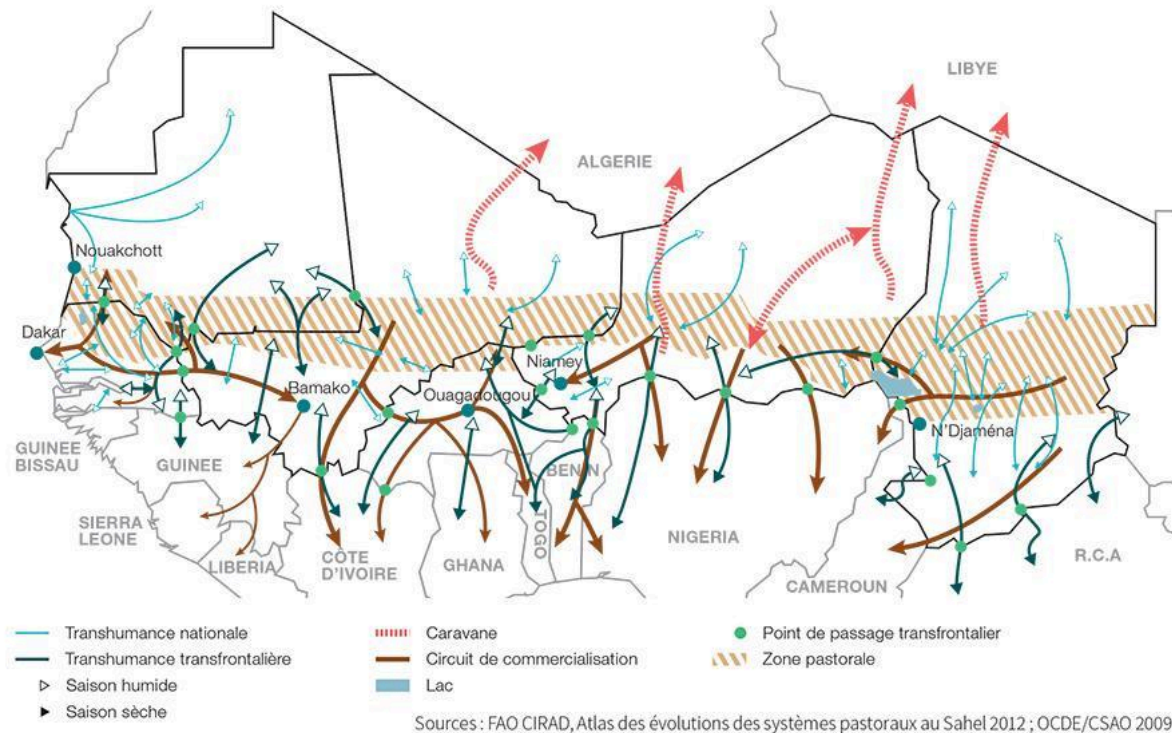 LIBYE
ALGERIE
Nouakchott
Dakar
Bamako
Niamey
Ouagadougou
N'Djaména
GUINEE
BISSAU
GUINEE
BENIN
SIERRA
LEONE
LIBERIA
CÔTE
D'IVOIRE
GHANA
TOGO
NIGERIA
CAMEROUN
R.C.A
Transhumance nationale
Transhumance transfrontalière
Saison humide
Saison sèche
Caravane
Circuit de commercialisation
Lac
Point de passage transfrontalier
Zone pastorale
Sources : FAO CIRAD, Atlas des évolutions des systèmes pastoraux au Sahel 2012 ; OCDE/CSAO 2009